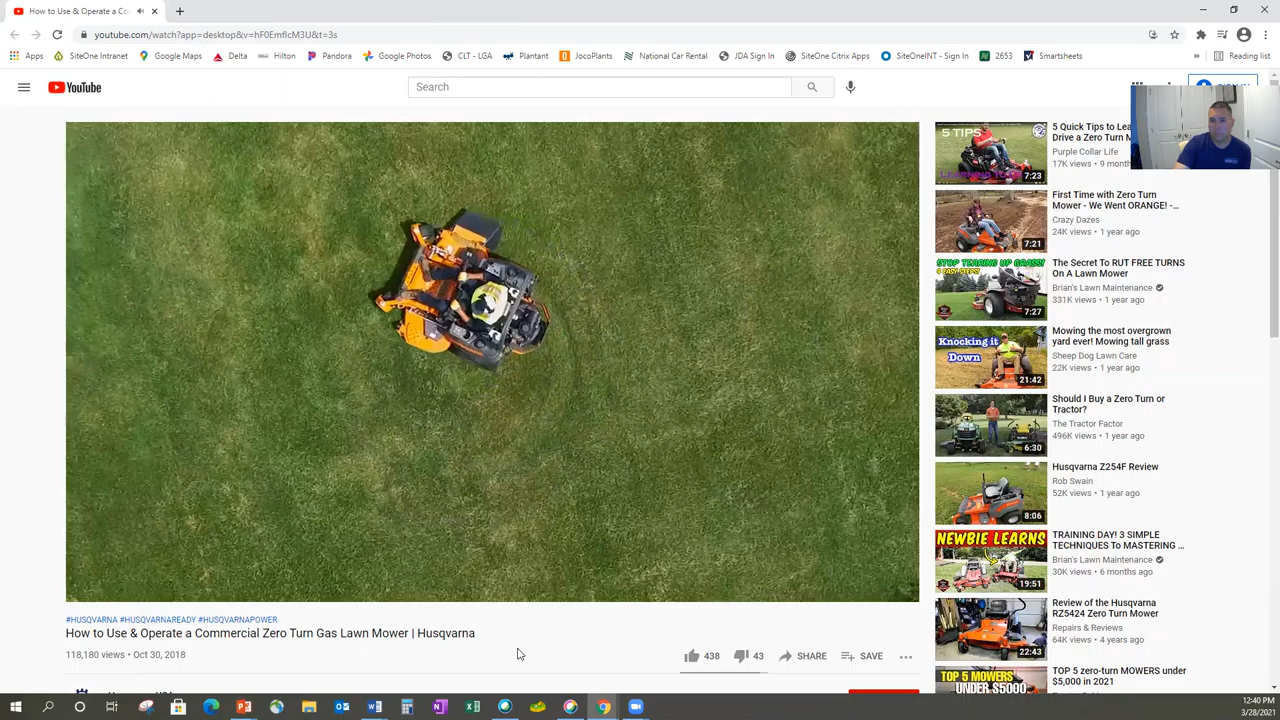 How to Use & Operate a Co
youtube.com/watch?app=desktop&v=hF0EmflcM3U&t=3s
Apps
SiteOne Intranet
Google Maps
Delta
Hilton
Pandora
Google Photos
CLT - LGA
Plantant
JocoPlants
National Car Rental
JDA Sign In
SiteOne Citrix Apps
SiteOneINT - Sign In
2653
Smartsheets
Reading list
YouTube
Search
5 TIPS
7:23
5 Quick Tips to Lea
Drive a Zero Turn M
Purple Collar Life
17K views • 9 month
7:21
First Time with Zero Turn
Mower - We Went ORANGE! -...
Crazy Dazes
24K views • 1 year ago
STOP TEARING UP GRASS!
4 EASY STEPS!
7:27
The Secret To RUT FREE TURNS
On A Lawn Mower
Brian's Lawn Maintenance
331K views • 1 year ago
Knocking it
Down
21:42
Mowing the most overgrown
yard ever! Mowing tall grass
Sheep Dog Lawn Care
22K views • 1 year ago
6:30
Should I Buy a Zero Turn or
Tractor?
The Tractor Factor
496K views • 1 year ago
8:06
Husqvarna Z254F Review
Rob Swain
52K views • 1 year ago
NEWBIE LEARNS
19:51
TRAINING DAY! 3 SIMPLE
TECHNIQUES To MASTERING ...
Brian's Lawn Maintenance
30K views • 6 months ago
22:43
Review of the Husqvarna
RZ5424 Zero Turn Mower
Repairs & Reviews
64K views • 4 years ago
TOP 5 MOWERS
UNDER $5000
TOP 5 zero-turn MOWERS under
$5,000 in 2021
#HUSQVARNA #HUSQVARNAREADY #HUSQVARNAPOWER
How to Use & Operate a Commercial Zero Turn Gas Lawn Mower | Husqvarna
118,180 views • Oct 30, 2018
438
43
SHARE
SAVE
12:40 PM
3/28/2021